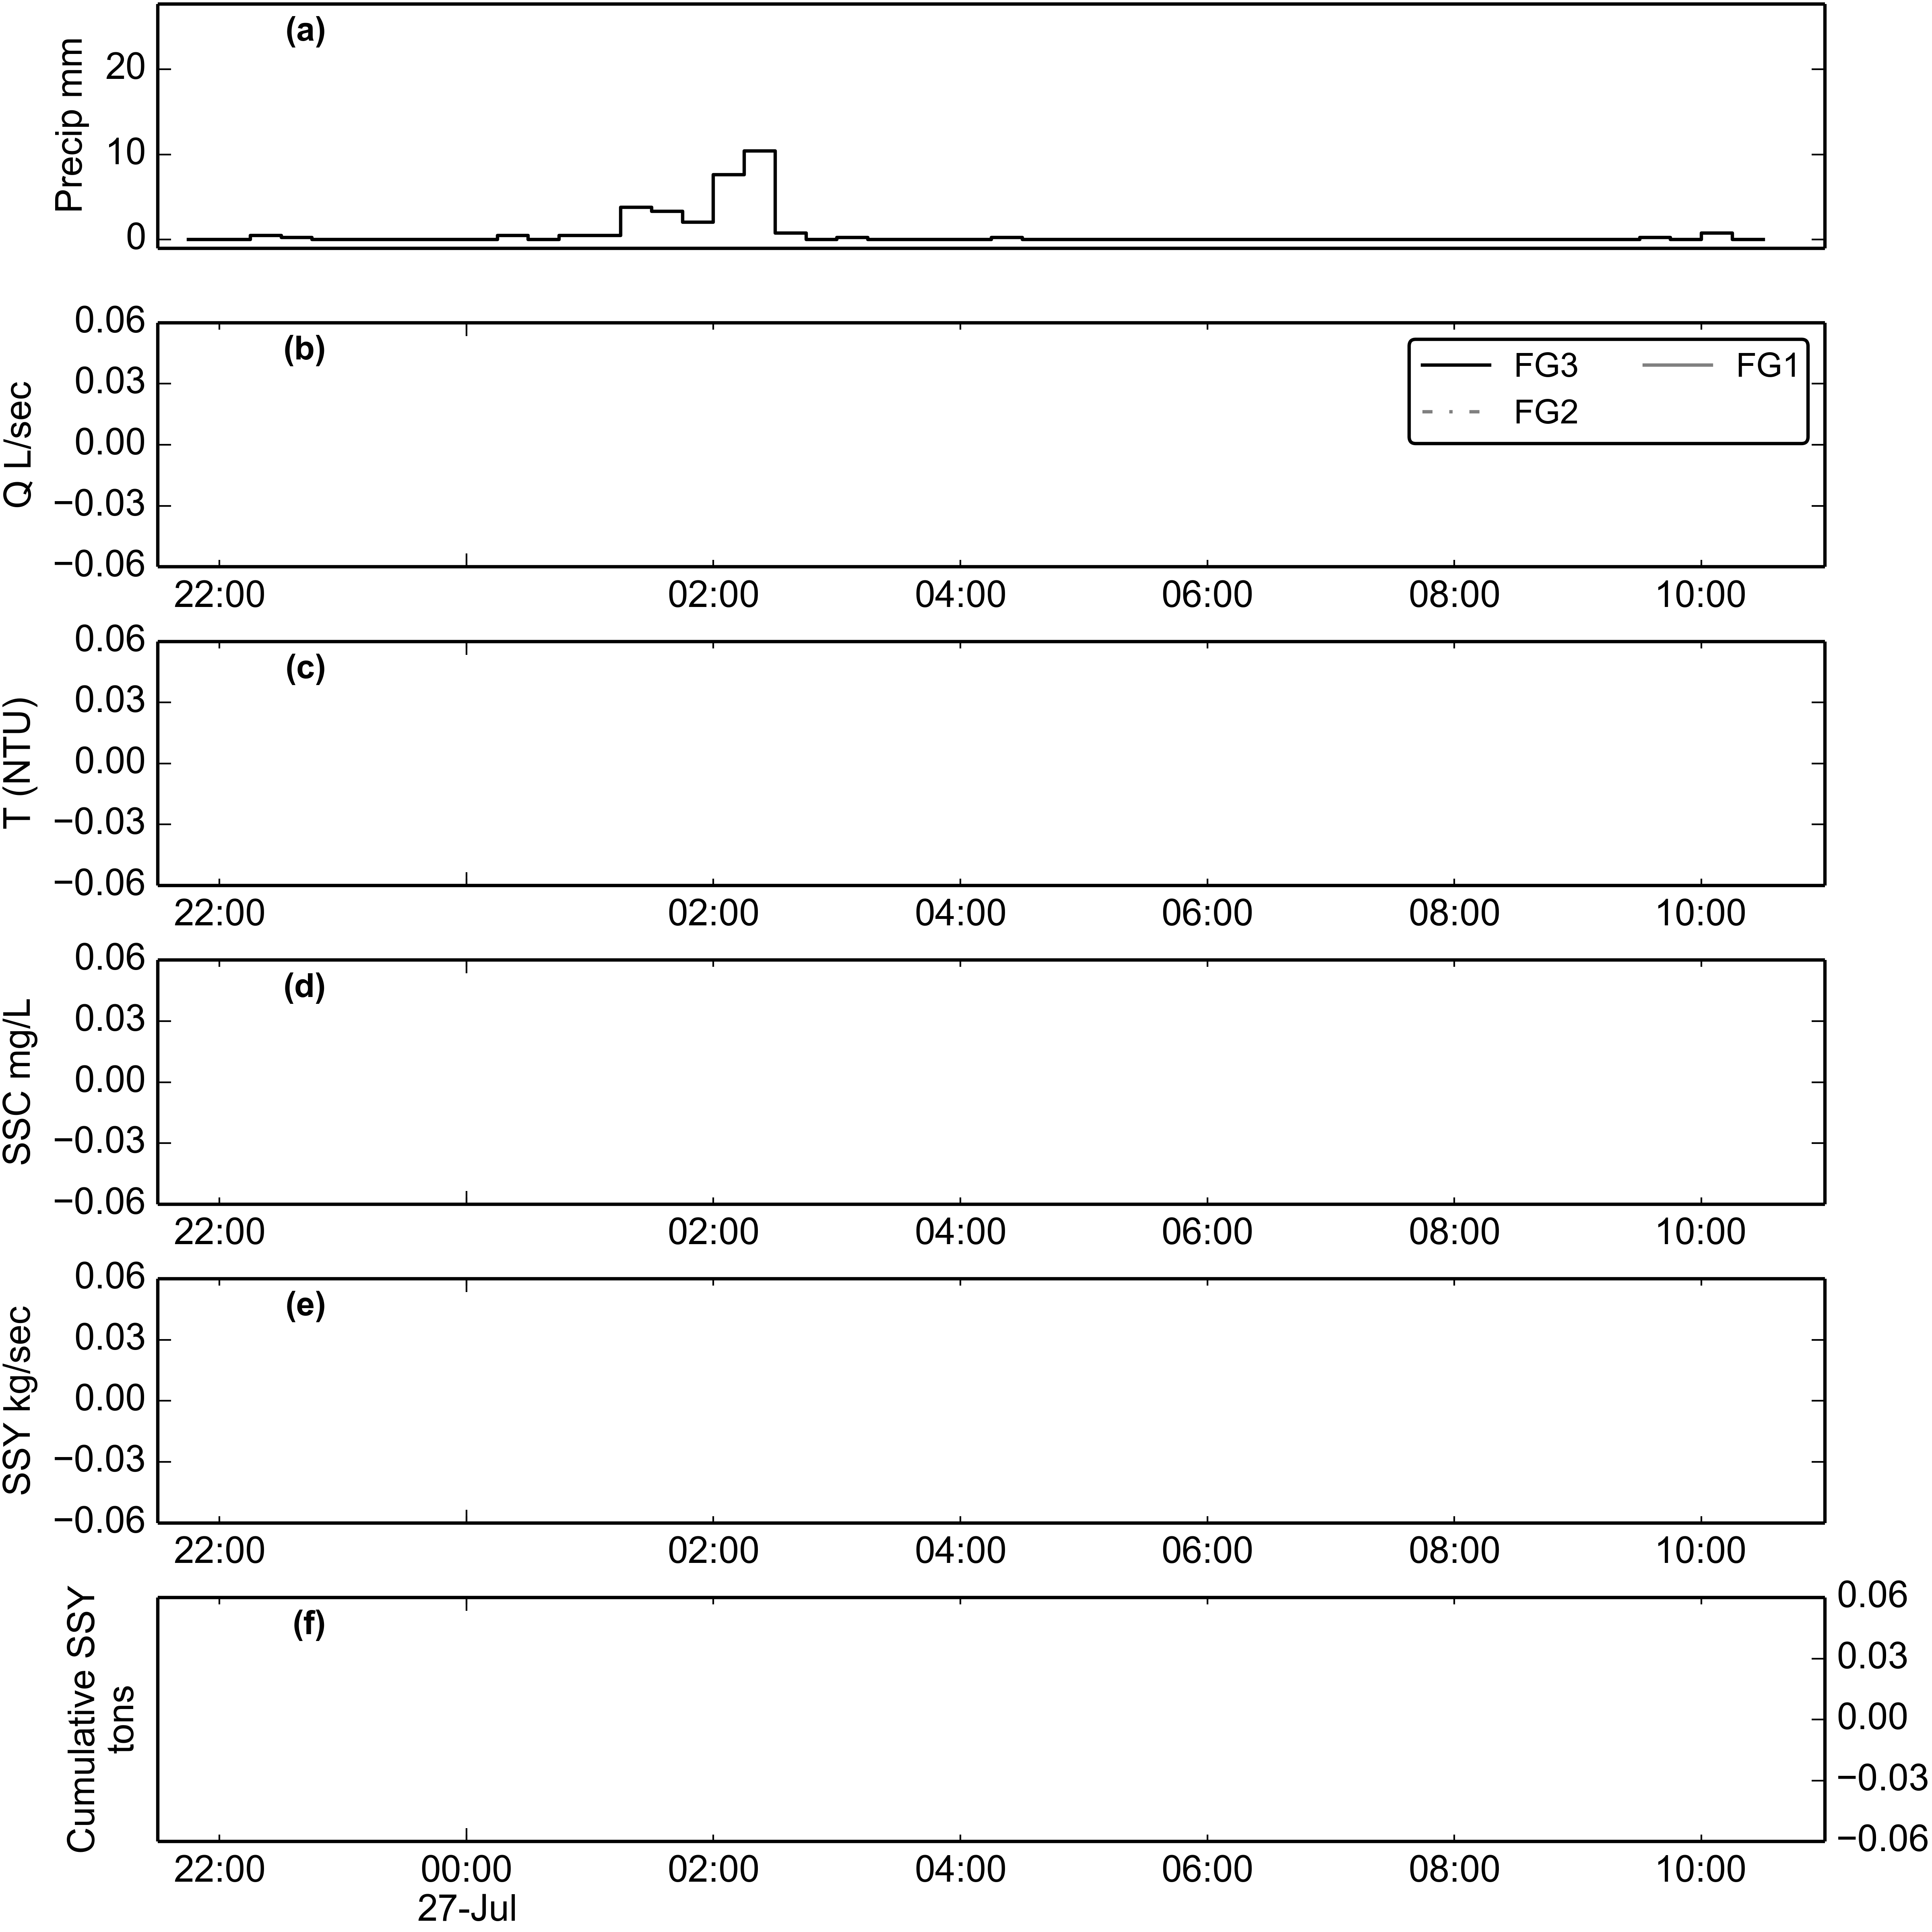 (a)
Precip mm
20
10
0
(b)
Q L/sec
0.06
0.03
0.00
−0.03
−0.06
FG3 FG1
FG2
22:00 02:00 04:00 06:00 08:00 10:00
(c)
T (NTU)
0.06
0.03
0.00
−0.03
−0.06
22:00 02:00 04:00 06:00 08:00 10:00
(d)
SSC mg/L
0.06
0.03
0.00
−0.03
−0.06
22:00 02:00 04:00 06:00 08:00 10:00
(e)
SSY kg/sec
0.06
0.03
0.00
−0.03
−0.06
22:00 02:00 04:00 06:00 08:00 10:00
(f)
Cumulative SSY
tons
0.06
0.03
0.00
−0.03
−0.06
22:00 00:00 02:00 04:00 06:00 08:00 10:00
27-Jul